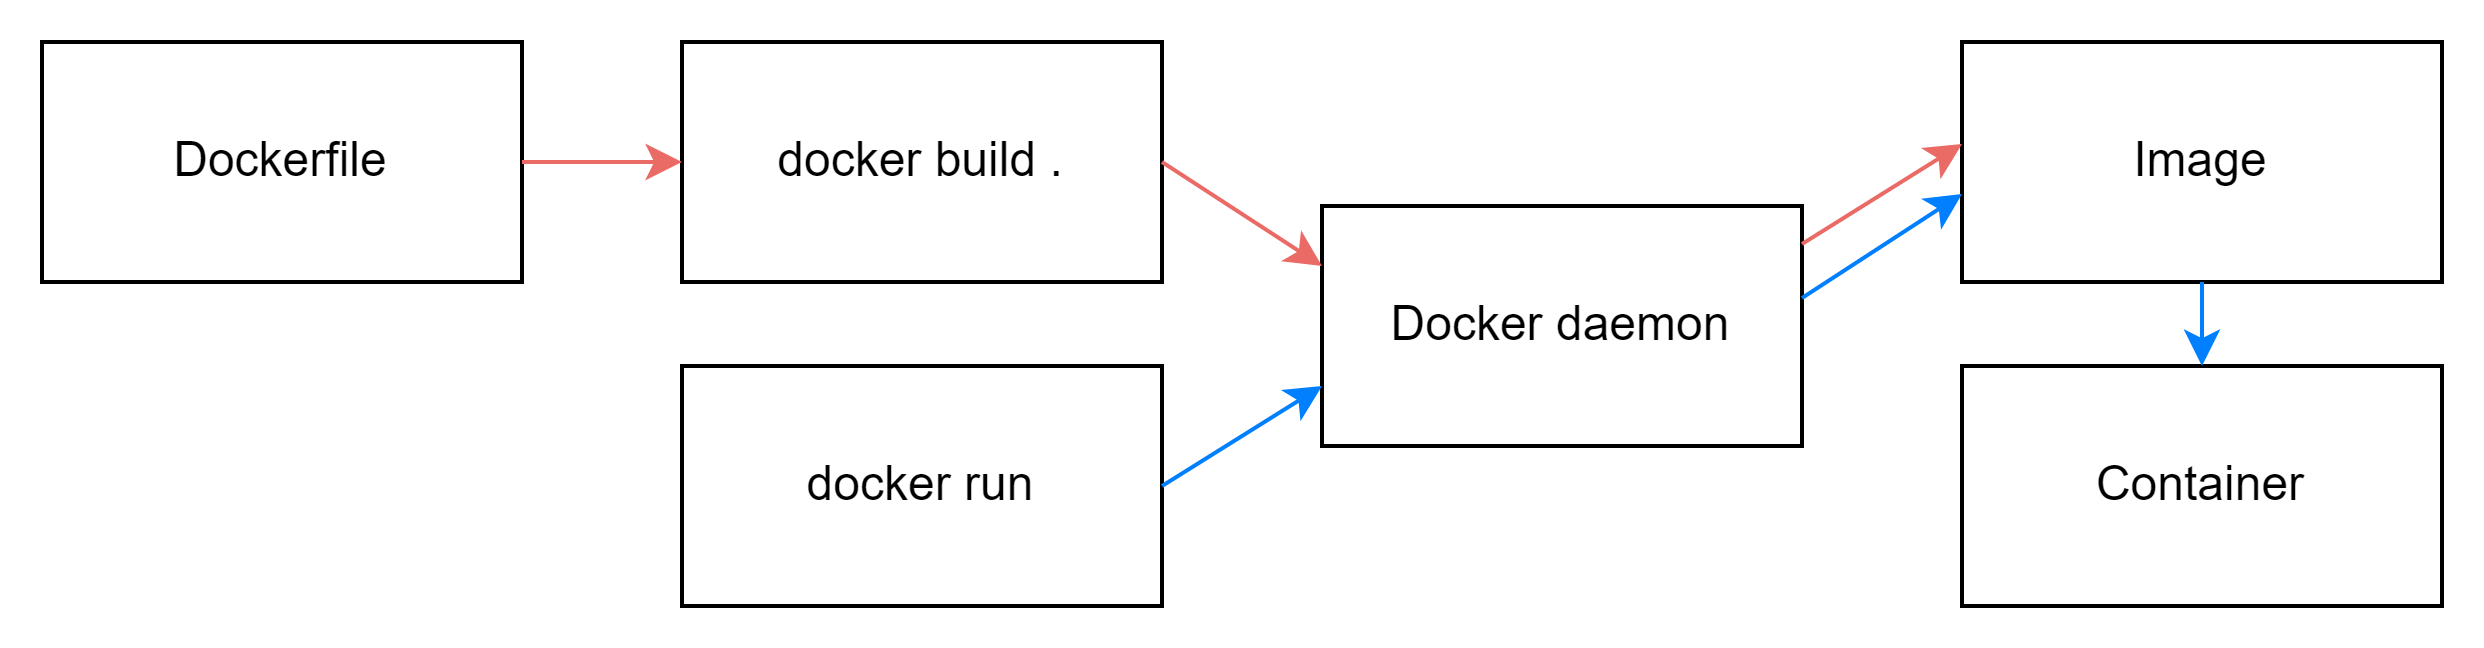 Dockerfile
docker build .
Docker daemon
Image
docker run
Container